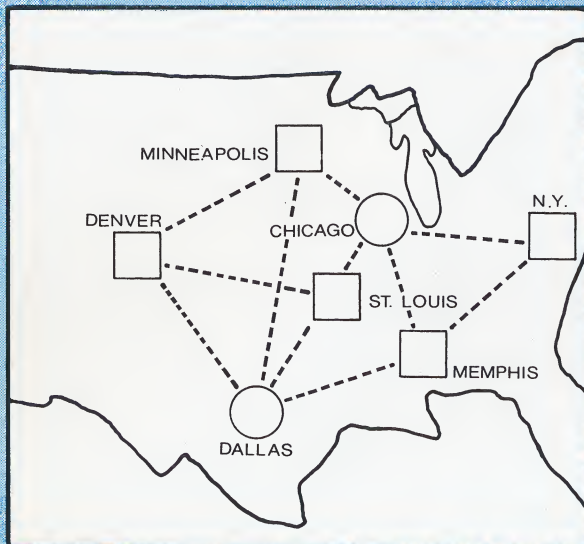 MINNEAPOLIS
N.Y.
DENVER
CHICAGO
ST. LOUIS
MEMPHIS
DALLAS